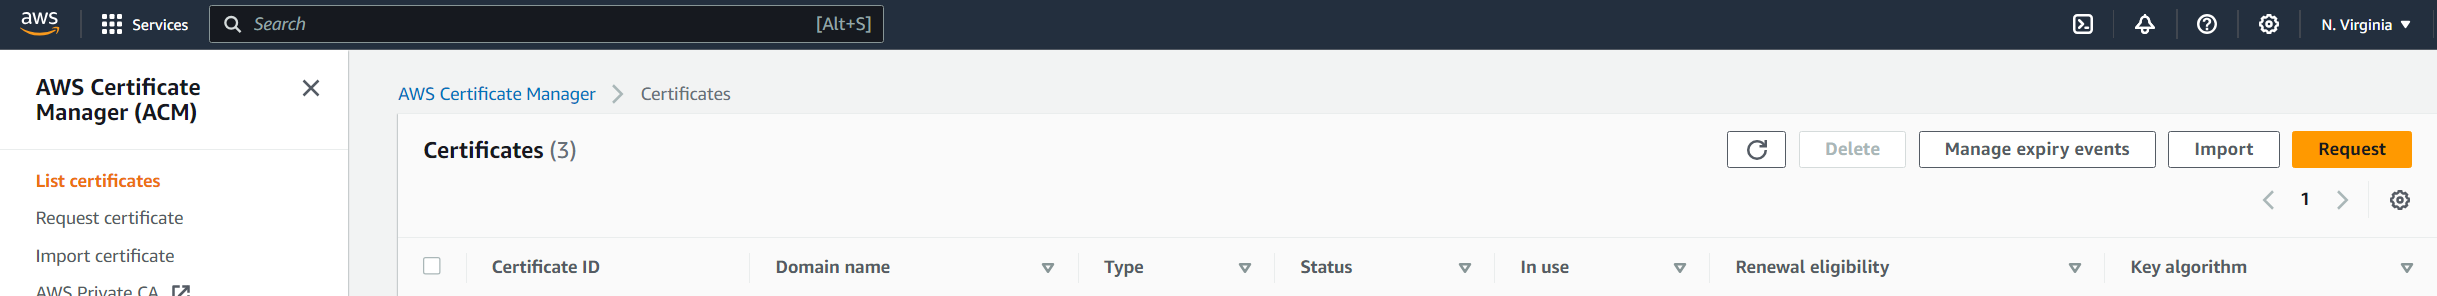 aws Services Search [Alt+S] N. Virginia
AWS Certificate
Manager (ACM)
List certificates
Request certificate
Import certificate
AWS Private CA
AWS Certificate Manager Certificates
Certificates (3) Delete Manage expiry events Import Request
1
Certificate ID Domain name Type Status In use Renewal eligibility Key algorithm